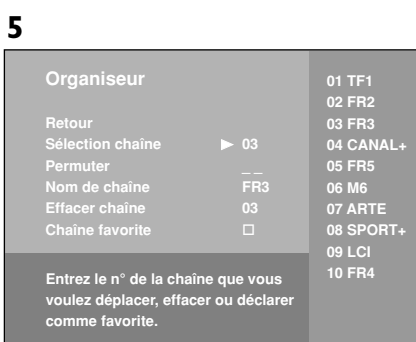 5
Organiseur
Retour
Sélection chaîne ▶ 03
Permuter _ _
Nom de chaîne FR3
Effacer chaîne 03
Chaîne favorite □
Entrez le n° de la chaîne que vous
voulez déplacer, effacer ou déclarer
comme favorite.
01 TF1
02 FR2
03 FR3
04 CANAL+
05 FR5
06 M6
07 ARTE
08 SPORT+
09 LCI
10 FR4